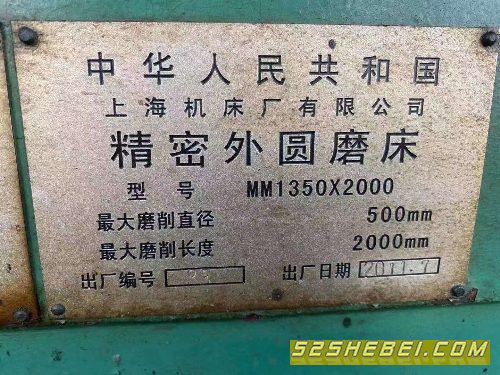 中华人民共和国
上海机床厂有限公司
精密外圆磨床
型号 MM1350X2000
最大磨削直径 500mm
最大磨削长度 2000mm
出厂编号 出厂日期 2011.7
52SHEBEI.COM